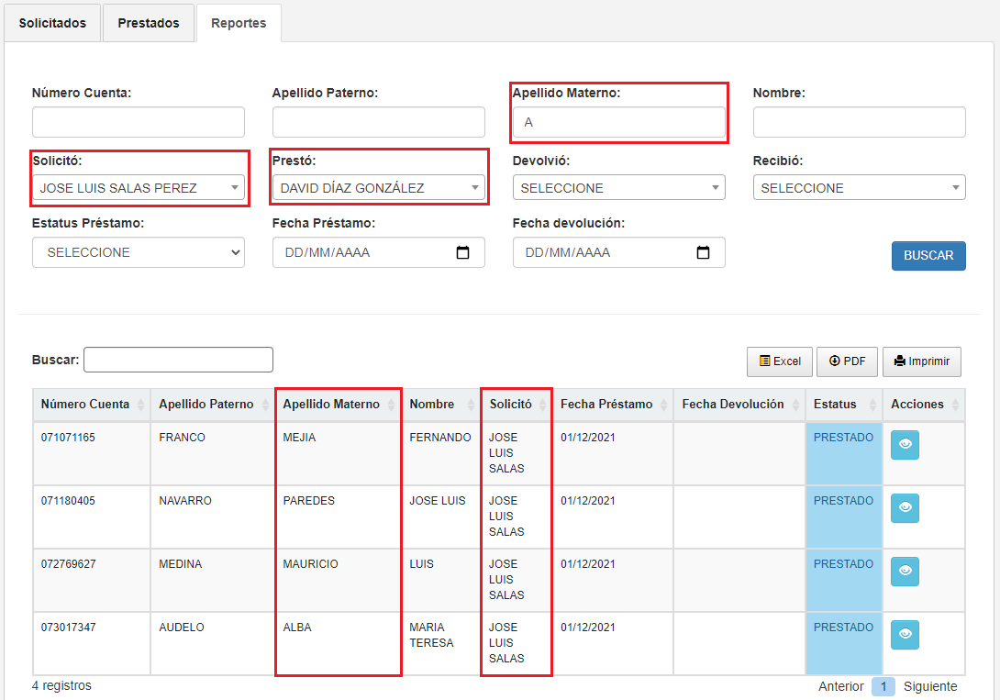 Solicitados Prestados Reportes
Número Cuenta: Apellido Paterno: Apellido Materno: Nombre:
A
Solicitó: Prestó: Devolvió: Recibió:
JOSE LUIS SALAS PEREZ DAVID DÍAZ GONZÁLEZ SELECCIONE SELECCIONE
Estatus Préstamo: Fecha Préstamo: Fecha devolución:
SELECCIONE DD/MM/AAAA DD/MM/AAAA BUSCAR
Buscar: Excel PDF Imprimir
Número Cuenta Apellido Paterno Apellido Materno Nombre Solicitó Fecha Préstamo Fecha Devolución Estatus Acciones
071071165 FRANCO MEJIA FERNANDO JOSE 01/12/2021 PRESTADO
LUIS
SALAS
071180405 NAVARRO PAREDES JOSE LUIS JOSE 01/12/2021 PRESTADO
LUIS
SALAS
072769627 MEDINA MAURICIO LUIS JOSE 01/12/2021 PRESTADO
LUIS
SALAS
073017347 AUDELO ALBA MARIA JOSE 01/12/2021 PRESTADO
TERESA LUIS
SALAS
4 registros Anterior 1 Siguiente